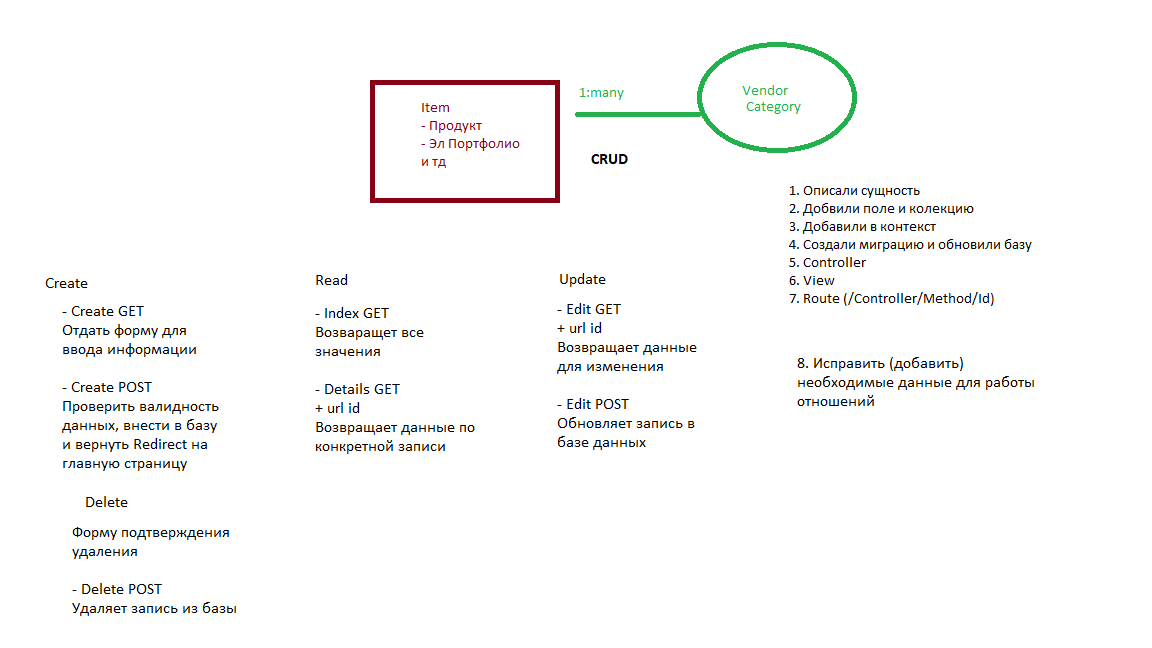 Item
- Продукт
- Эл Портфолио
и тд
1:many
Vendor
Category
CRUD
1. Описали сущность
2. Добвили поле и колекцию
3. Добавили в контекст
4. Создали миграцию и обновили базу
5. Controller
6. View
7. Route (/Controller/Method/Id)
8. Исправить (добавить)
необходимые данные для работы
отношений
Create
- Create GET
Отдать форму для
ввода информации
- Create POST
Проверить валидность
данных, внести в базу
и вернуть Redirect на
главную страницу
Read
- Index GET
Возваращет все
значения
- Details GET
+ url id
Возвращает данные по
конкретной записи
Update
- Edit GET
+ url id
Возвращает данные
для изменения
- Edit POST
Обновляет запись в
базе данных
Delete
Форму подтверждения
удаления
- Delete POST
Удаляет запись из базы